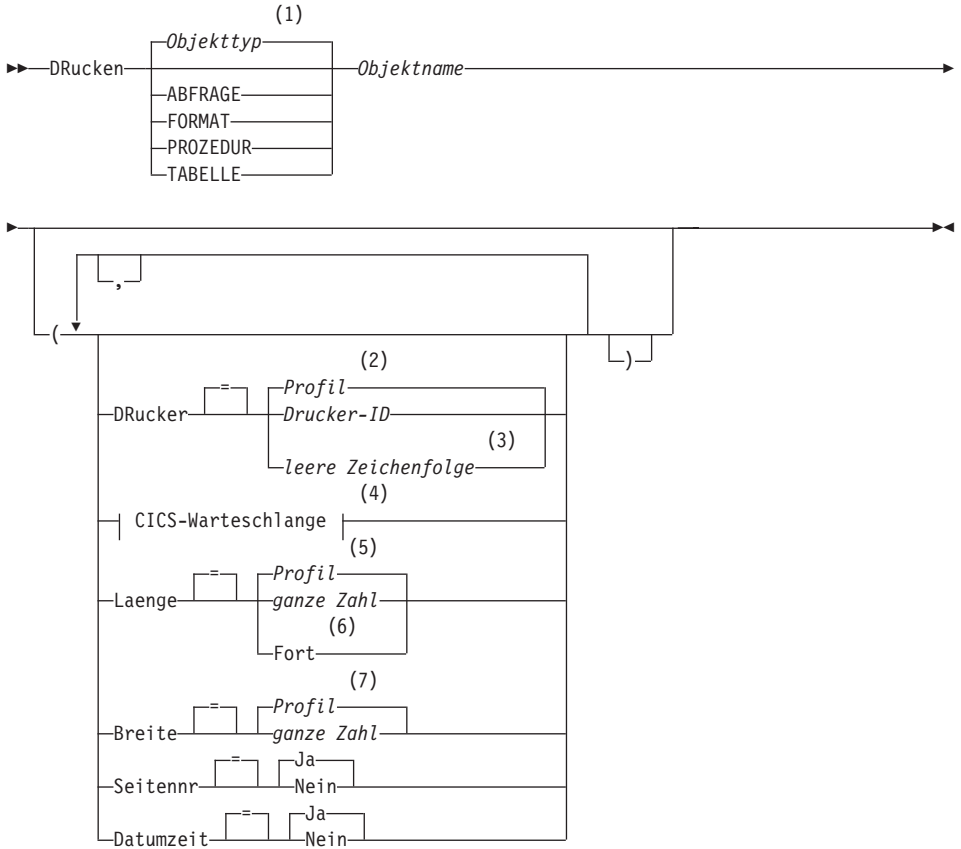 (1)
Objekttyp
DRucken Objektname
ABFRAGE
FORMAT
PROZEDUR
TABELLE
,
(
)
(2)
= Profil
DRucker Drucker-ID
(3)
leere Zeichenfolge
(4)
CICS-Warteschlange
(5)
= Profil
Laenge ganze Zahl
(6)
Fort
(7)
= Profil
Breite ganze Zahl
= Ja
Seitennr Nein
= Ja
Datumzeit Nein